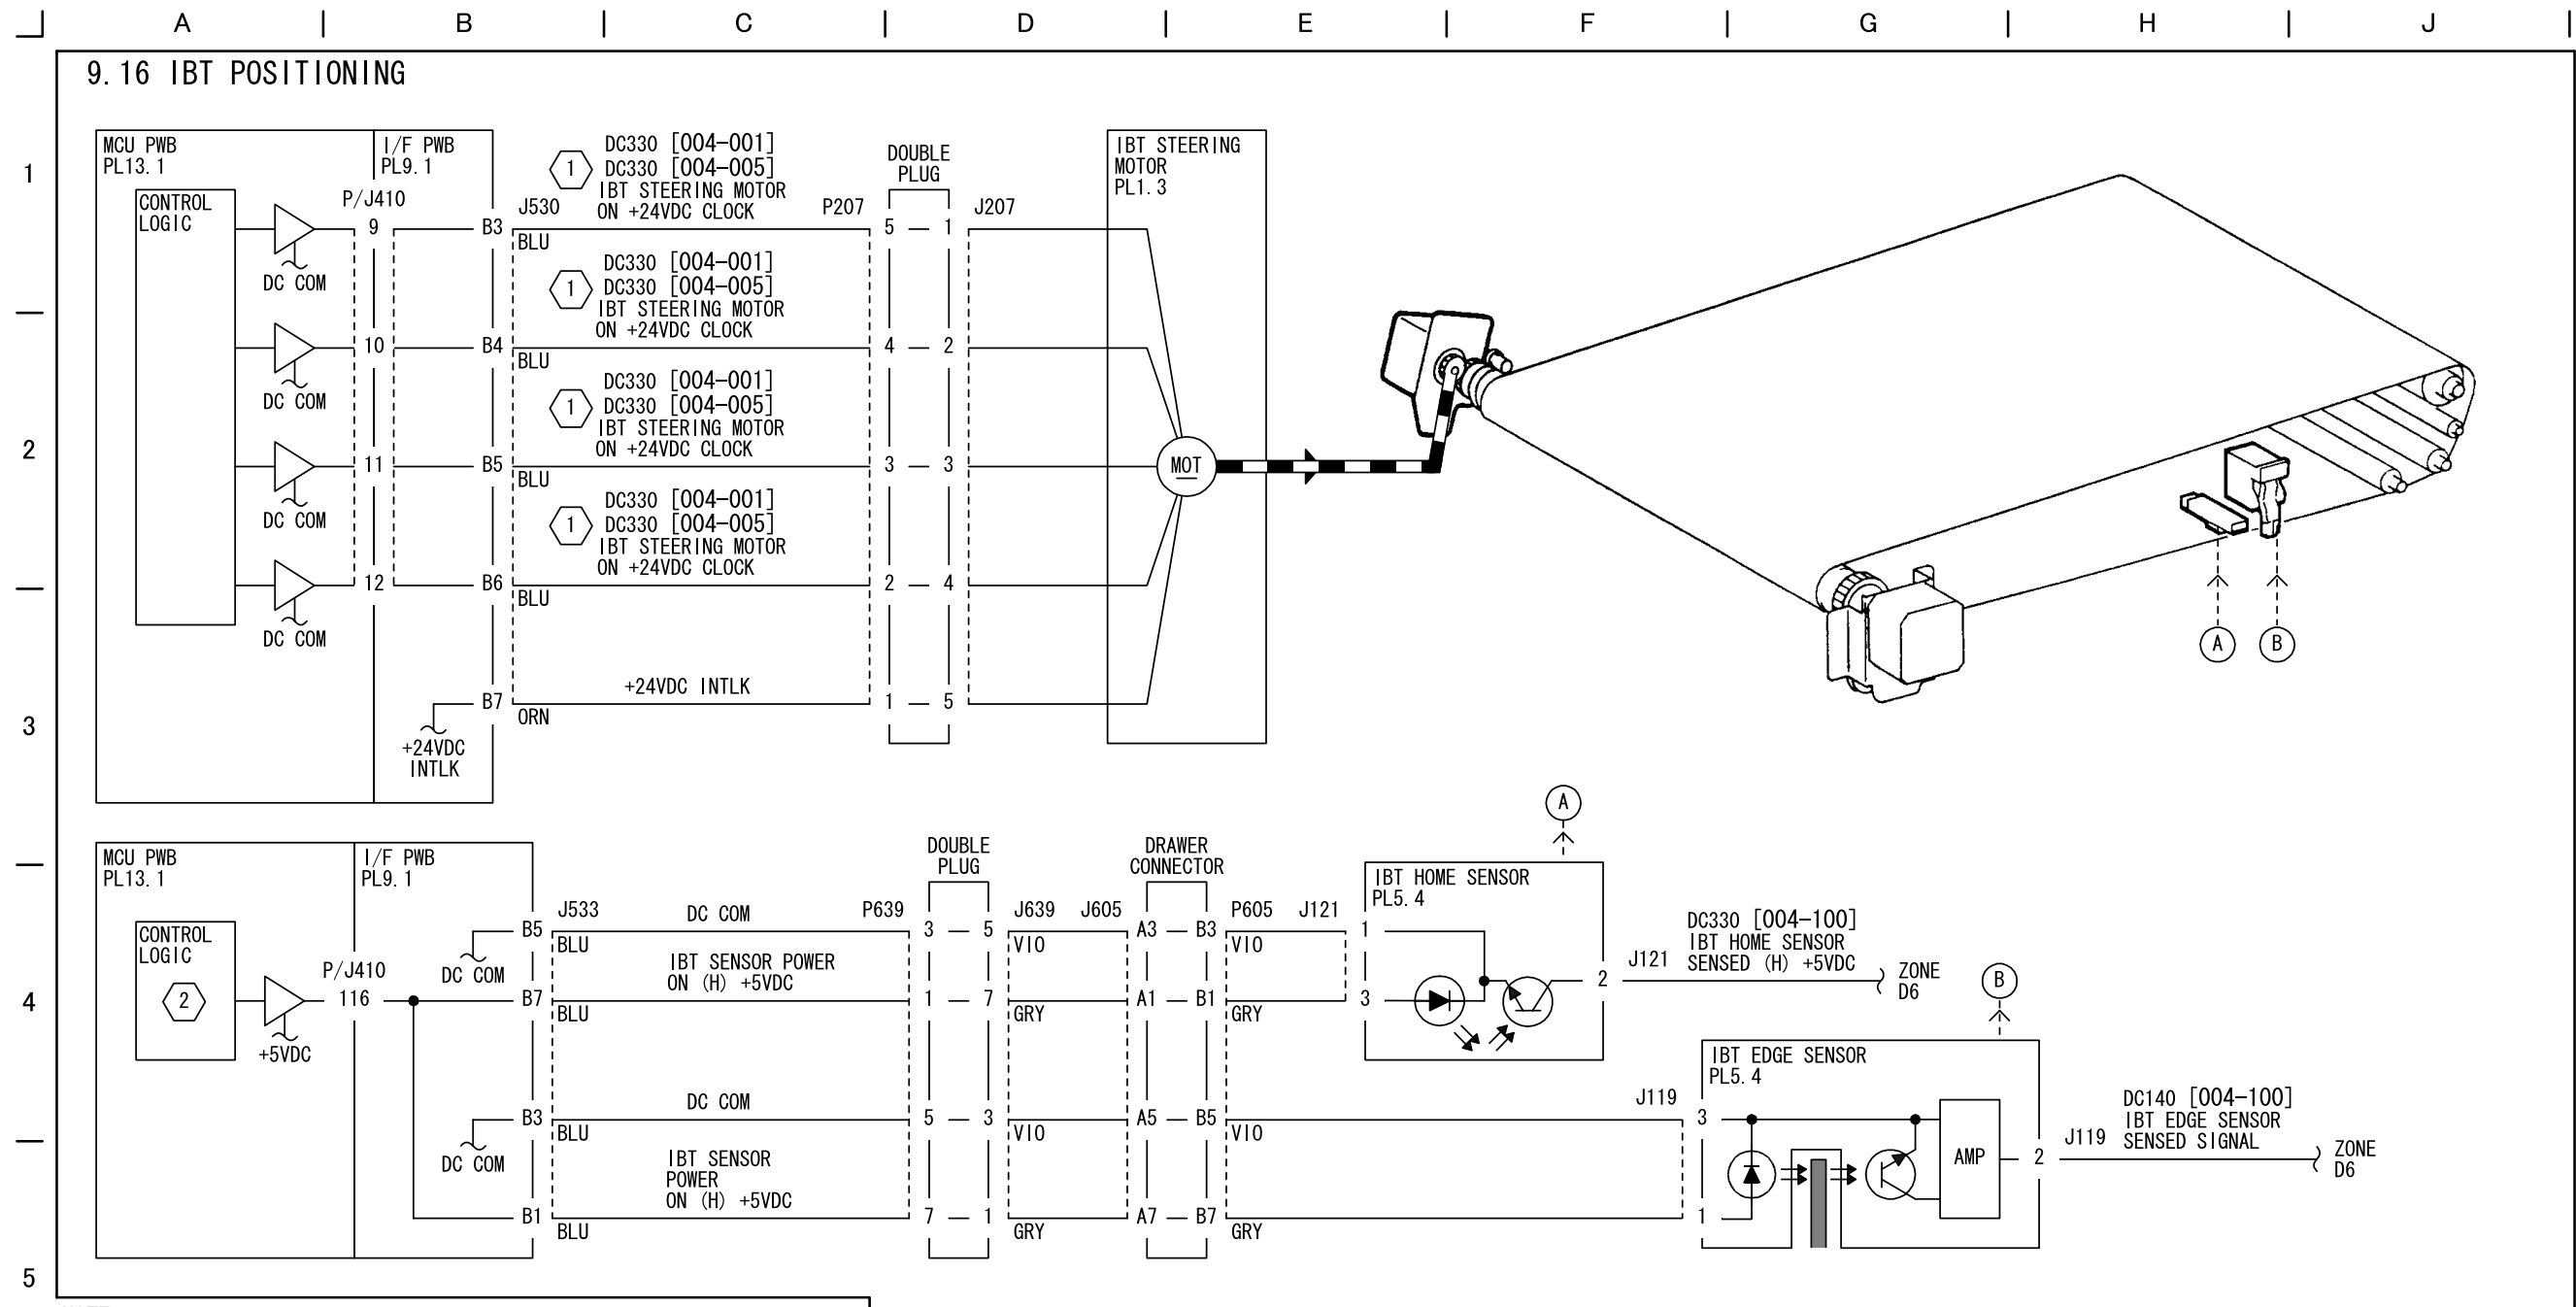 A B C D E F G H J
9.16 IBT POSITIONING
1
2
3
4
5
MCU PWB
PL13.1
I/F PWB
PL9.1
CONTROL
LOGIC
P/J410
9
10
11
12
DC COM
DC COM
DC COM
DC COM
B3
B4
B5
B6
B7
+24VDC
INTLK
J530
BLU
BLU
BLU
BLU
ORN
1
DC330 [004-001]
DC330 [004-005]
IBT STEERING MOTOR
ON +24VDC CLOCK
1
DC330 [004-001]
DC330 [004-005]
IBT STEERING MOTOR
ON +24VDC CLOCK
1
DC330 [004-001]
DC330 [004-005]
IBT STEERING MOTOR
ON +24VDC CLOCK
1
DC330 [004-001]
DC330 [004-005]
IBT STEERING MOTOR
ON +24VDC CLOCK
+24VDC INTLK
P207
DOUBLE
PLUG
J207
5 — 1
4 — 2
3 — 3
2 — 4
1 — 5
IBT STEERING
MOTOR
PL1.3
MOT
A
B
MCU PWB
PL13.1
I/F PWB
PL9.1
CONTROL
LOGIC
2
+5VDC
P/J410
116
DC COM
DC COM
B5
B7
B3
B1
J533
BLU
BLU
BLU
BLU
DC COM
IBT SENSOR POWER
ON (H) +5VDC
DC COM
IBT SENSOR
POWER
ON (H) +5VDC
P639
DOUBLE
PLUG
J639
3 — 5
1 — 7
5 — 3
7 — 1
VIO
GRY
VIO
GRY
J605
DRAWER
CONNECTOR
P605
A3 — B3
A1 — B1
A5 — B5
A7 — B7
VIO
GRY
VIO
GRY
J121
A
IBT HOME SENSOR
PL5.4
1
3
2
J121
DC330 [004-100]
IBT HOME SENSOR
SENSED (H) +5VDC
ZONE
D6
B
J119
IBT EDGE SENSOR
PL5.4
3
1
AMP
2
J119
DC140 [004-100]
IBT EDGE SENSOR
SENSED SIGNAL
ZONE
D6